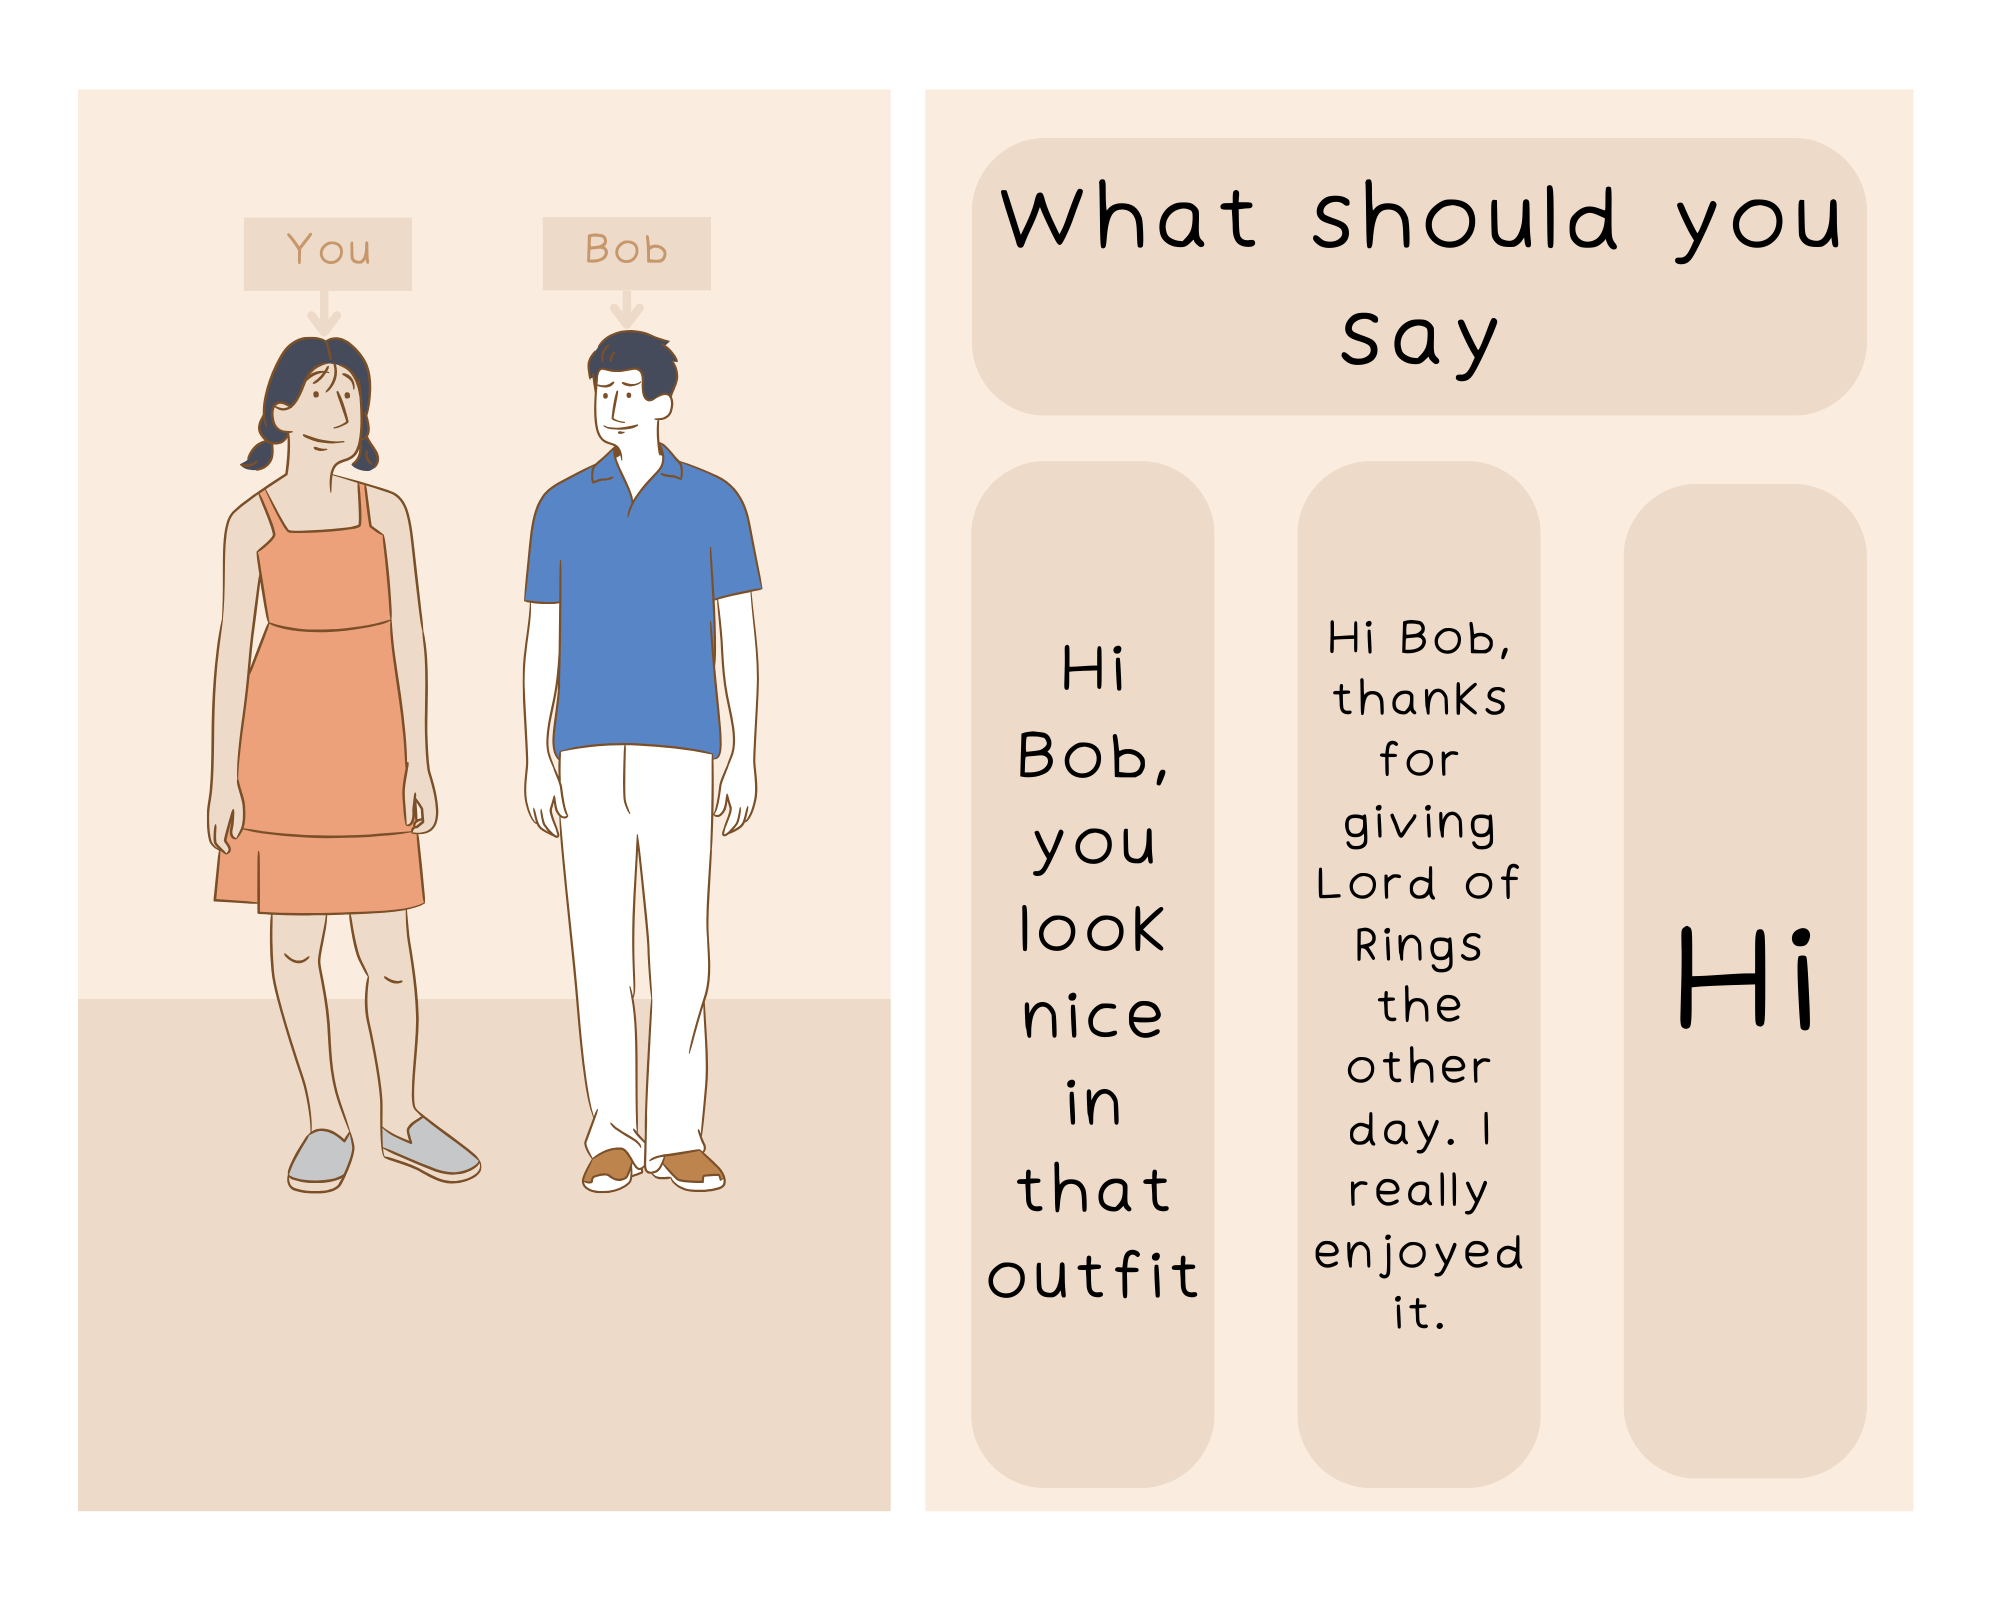 You
Bob
What should you
say
Hi
Bob,
you
look
nice
in
that
outfit
Hi Bob,
thanks
for
giving
Lord of
Rings
the
other
day. I
really
enjoyed
it.
Hi